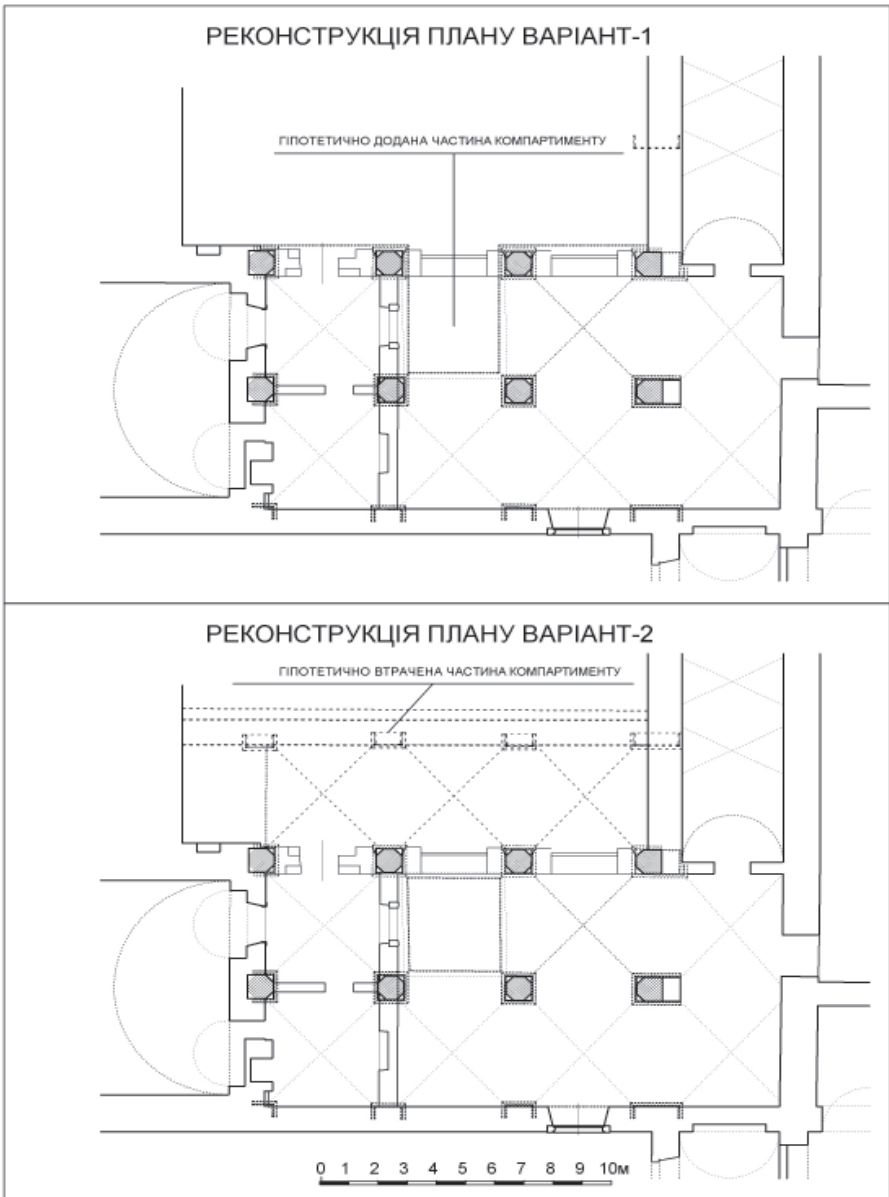 РЕКОНСТРУКЦІЯ ПЛАНУ ВАРІАНТ-1
ГІПОТЕТИЧНО ДОДАНА ЧАСТИНА КОМПАРТИМЕНТУ
РЕКОНСТРУКЦІЯ ПЛАНУ ВАРІАНТ-2
ГІПОТЕТИЧНО ВТРАЧЕНА ЧАСТИНА КОМПАРТИМЕНТУ
0 1 2 3 4 5 6 7 8 9 10м